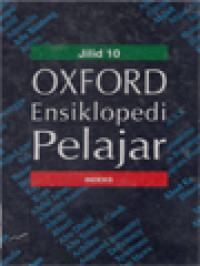 Jilid 10
OXFORD
Ensiklopedi
Pelajar
INDEKS